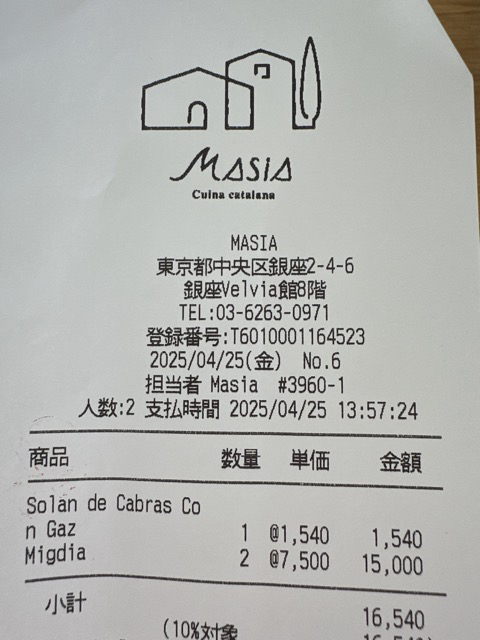 MASIA
Cuina catalana
MASIA
東京都中央区銀座2-4-6
銀座Velvia館8階
TEL:03-6263-0971
登録番号:T6010001164523
2025/04/25(金) No.6
担当者 Masia #3960-1
人数:2 支払時間 2025/04/25 13:57:24
商品 数量 単価 金額
Solan de Cabras Co
n Gaz 1 @1,540 1,540
Migdia 2 @7,500 15,000
小計 16,540
(10%対象